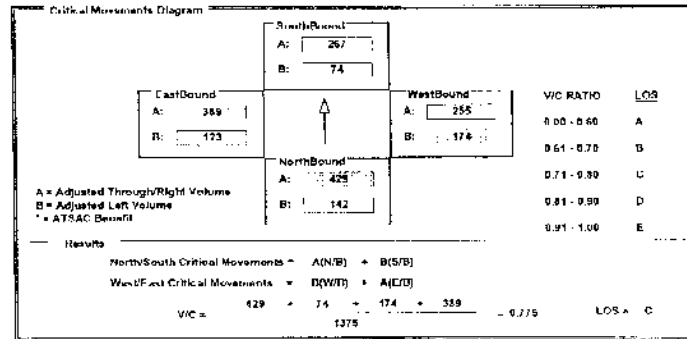 Critical Movements Diagram
SouthBound
A: 267
B: 74
EastBound
A: 389
B:
WestBound
A: 255
B: 174
V/C RATIO LOS
0.00 - 0.60 A
0.61 - 0.70 B
0.71 - 0.80 C
0.81 - 0.90 D
0.91 - 1.00 E
NorthBound
A: 429
B: 142
A = Adjusted Through/Right Volume
B = Adjusted Left Volume
* = ATSAC Benefit
Results
North/South Critical Movements = A(N/B) + B(S/B)
West/East Critical Movements = B(W/B) + A(E/B)
V/C = 429 + 74 + 174 + 389 = 0.775 LOS = C
1375